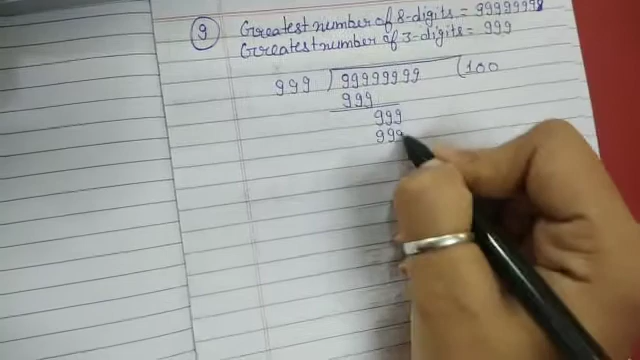 9 Greatest number of 8-digits = 99999999
Greatest number of 3-digits = 999
999 ) 99999999 ( 100
999
999
999